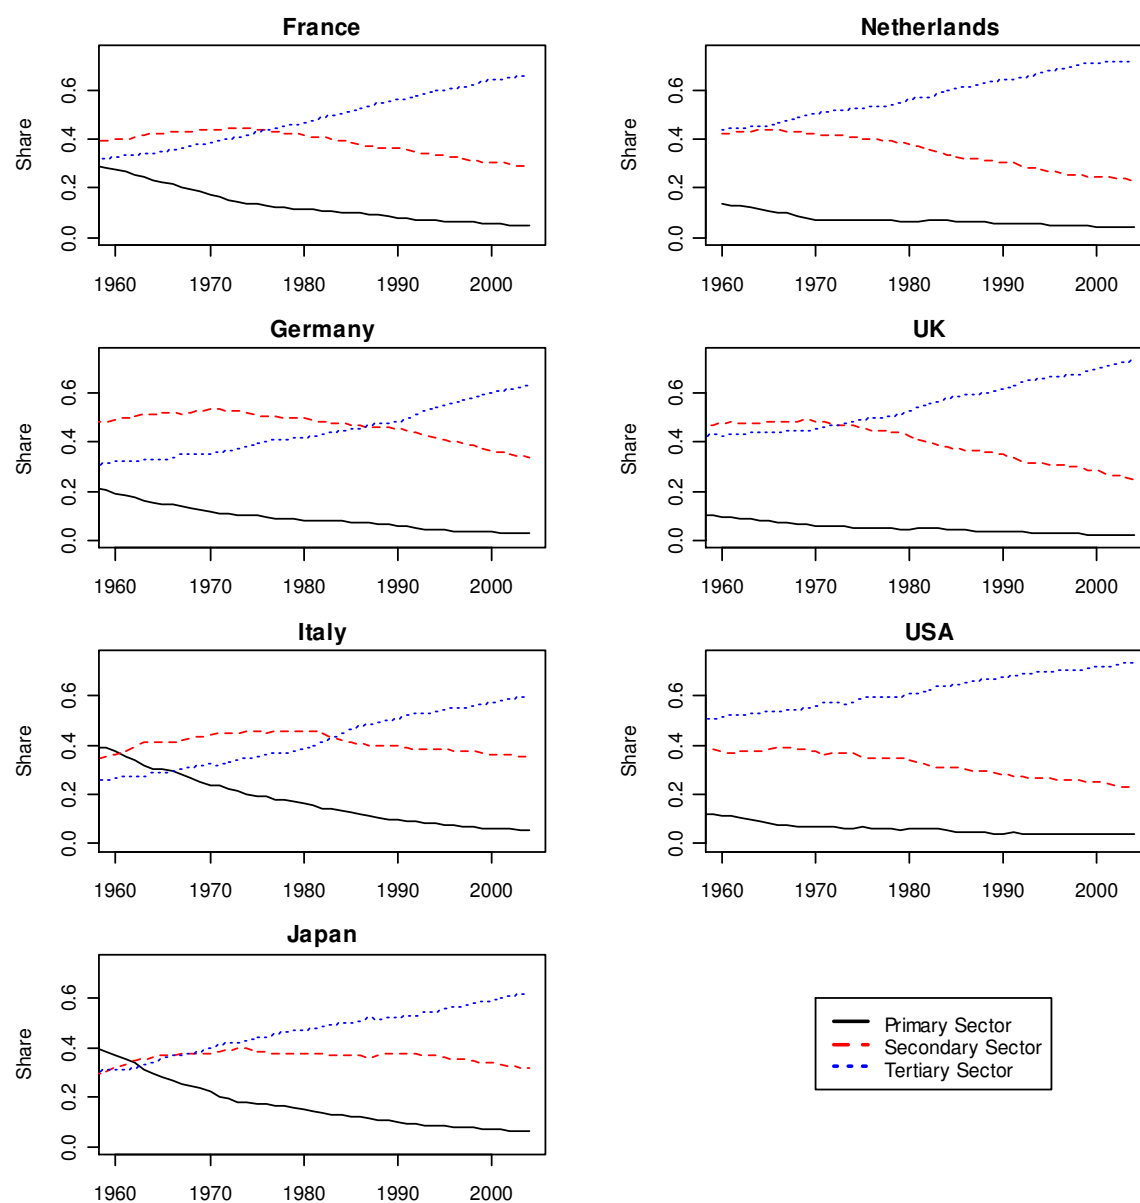 France
Share
0.0 0.2 0.4 0.6
1960 1970 1980 1990 2000
Netherlands
Share
0.0 0.2 0.4 0.6
1960 1970 1980 1990 2000
Germany
Share
0.0 0.2 0.4 0.6
1960 1970 1980 1990 2000
UK
Share
0.0 0.2 0.4 0.6
1960 1970 1980 1990 2000
Italy
Share
0.0 0.2 0.4 0.6
1960 1970 1980 1990 2000
USA
Share
0.0 0.2 0.4 0.6
1960 1970 1980 1990 2000
Japan
Share
0.0 0.2 0.4 0.6
1960 1970 1980 1990 2000
Primary Sector
Secondary Sector
Tertiary Sector